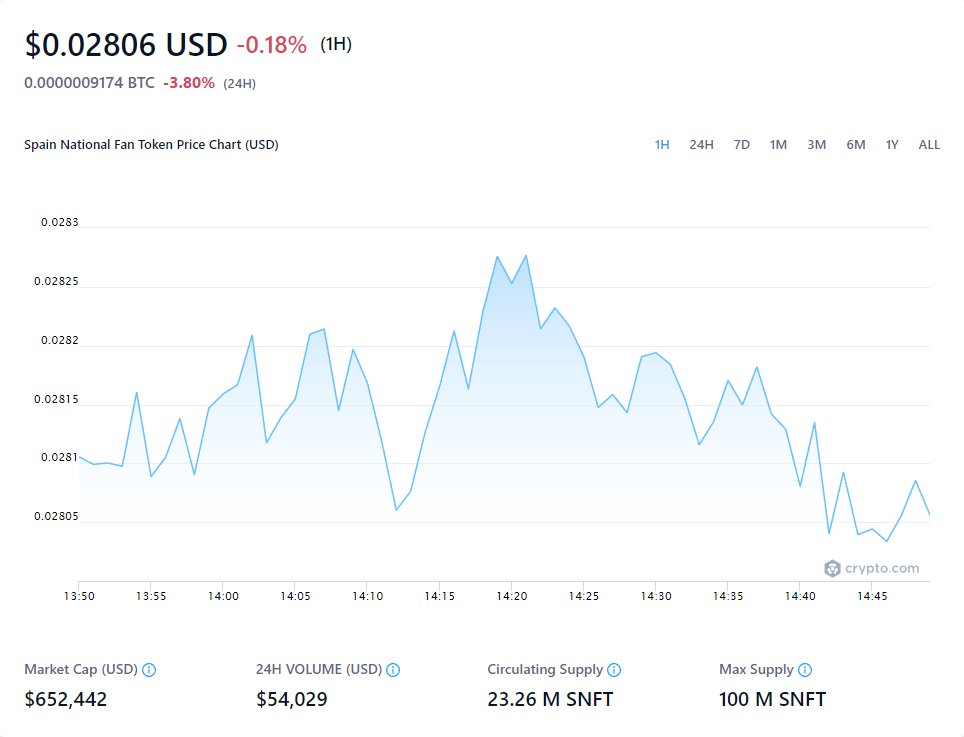 $0.02806 USD -0.18% (1H)
0.0000009174 BTC -3.80% (24H)
Spain National Fan Token Price Chart (USD) 1H 24H 7D 1M 3M 6M 1Y ALL
0.0283
0.02825
0.0282
0.02815
0.0281
0.02805
crypto.com
13:50 13:55 14:00 14:05 14:10 14:15 14:20 14:25 14:30 14:35 14:40 14:45
Market Cap (USD) 24H VOLUME (USD) Circulating Supply Max Supply
$652,442 $54,029 23.26 M SNFT 100 M SNFT